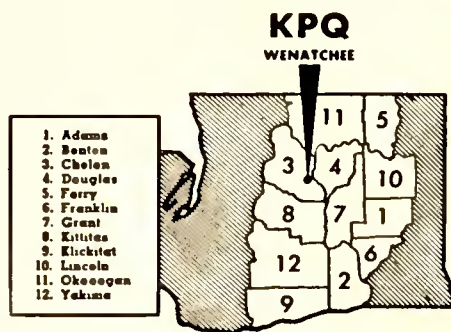 KPQ
WENATCHEE
1. Adams
2. Benton
3. Chelan
4. Douglas
5. Ferry
6. Franklin
7. Grant
8. Kittitas
9. Klickitat
10. Lincoln
11. Okanogan
12. Yakima
11
5
3
4
10
8
7
1
12
6
2
9